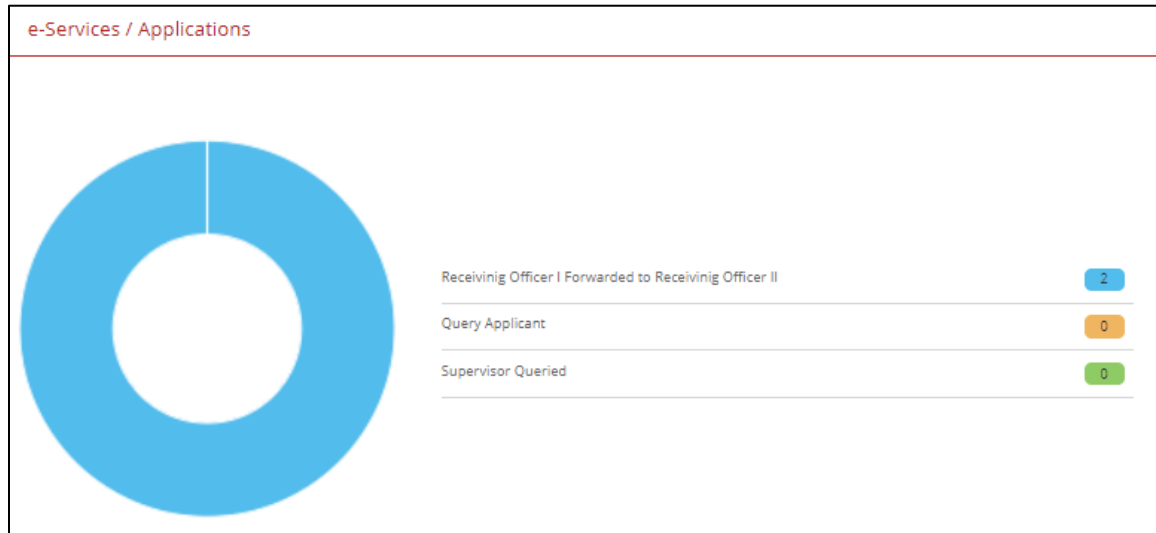 e-Services / Applications
Receivinig Officer I Forwarded to Receivinig Officer II
2
Query Applicant
0
Supervisor Queried
0